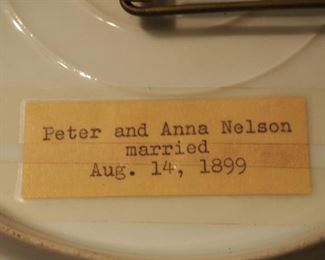 Peter and Anna Nelson
married
Aug. 14, 1899